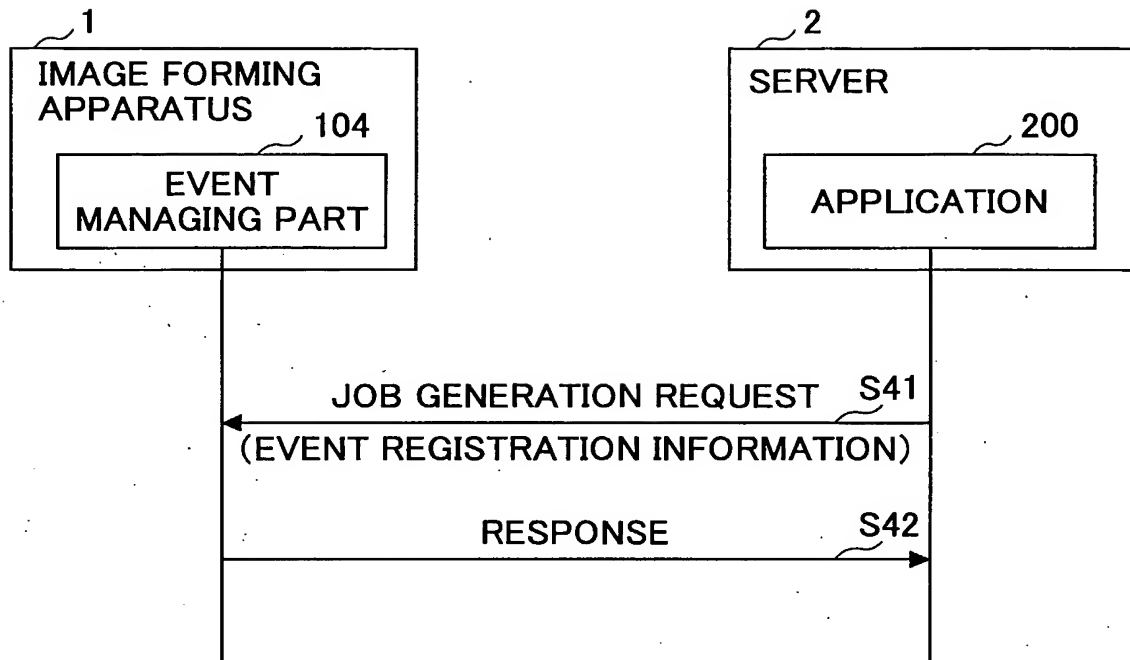 1
IMAGE FORMING
APPARATUS
104
EVENT
MANAGING PART
2
SERVER
200
APPLICATION
JOB GENERATION REQUEST
S41
(EVENT REGISTRATION INFORMATION)
RESPONSE
S42